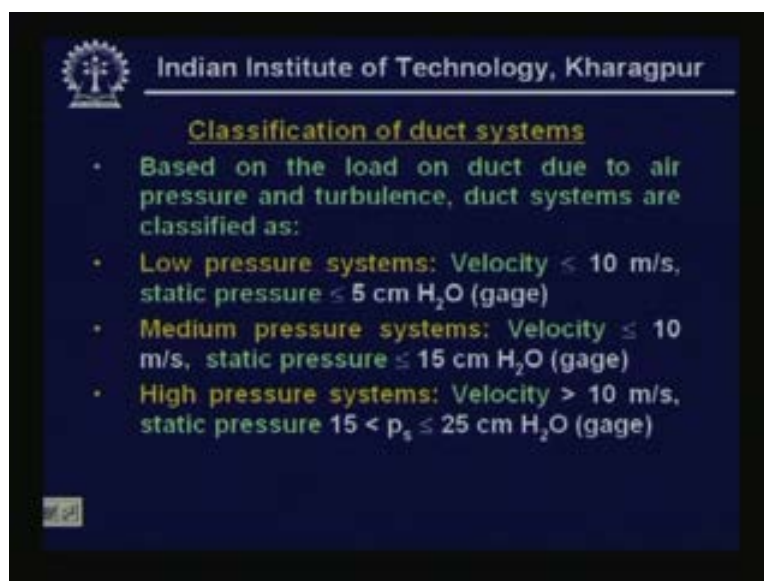 Indian Institute of Technology, Kharagpur
Classification of duct systems
• Based on the load on duct due to air
pressure and turbulence, duct systems are
classified as:
• Low pressure systems: Velocity ≤ 10 m/s,
static pressure ≤ 5 cm H₂O (gage)
• Medium pressure systems: Velocity ≤ 10
m/s, static pressure ≤ 15 cm H₂O (gage)
• High pressure systems: Velocity > 10 m/s,
static pressure 15 < pₛ ≤ 25 cm H₂O (gage)